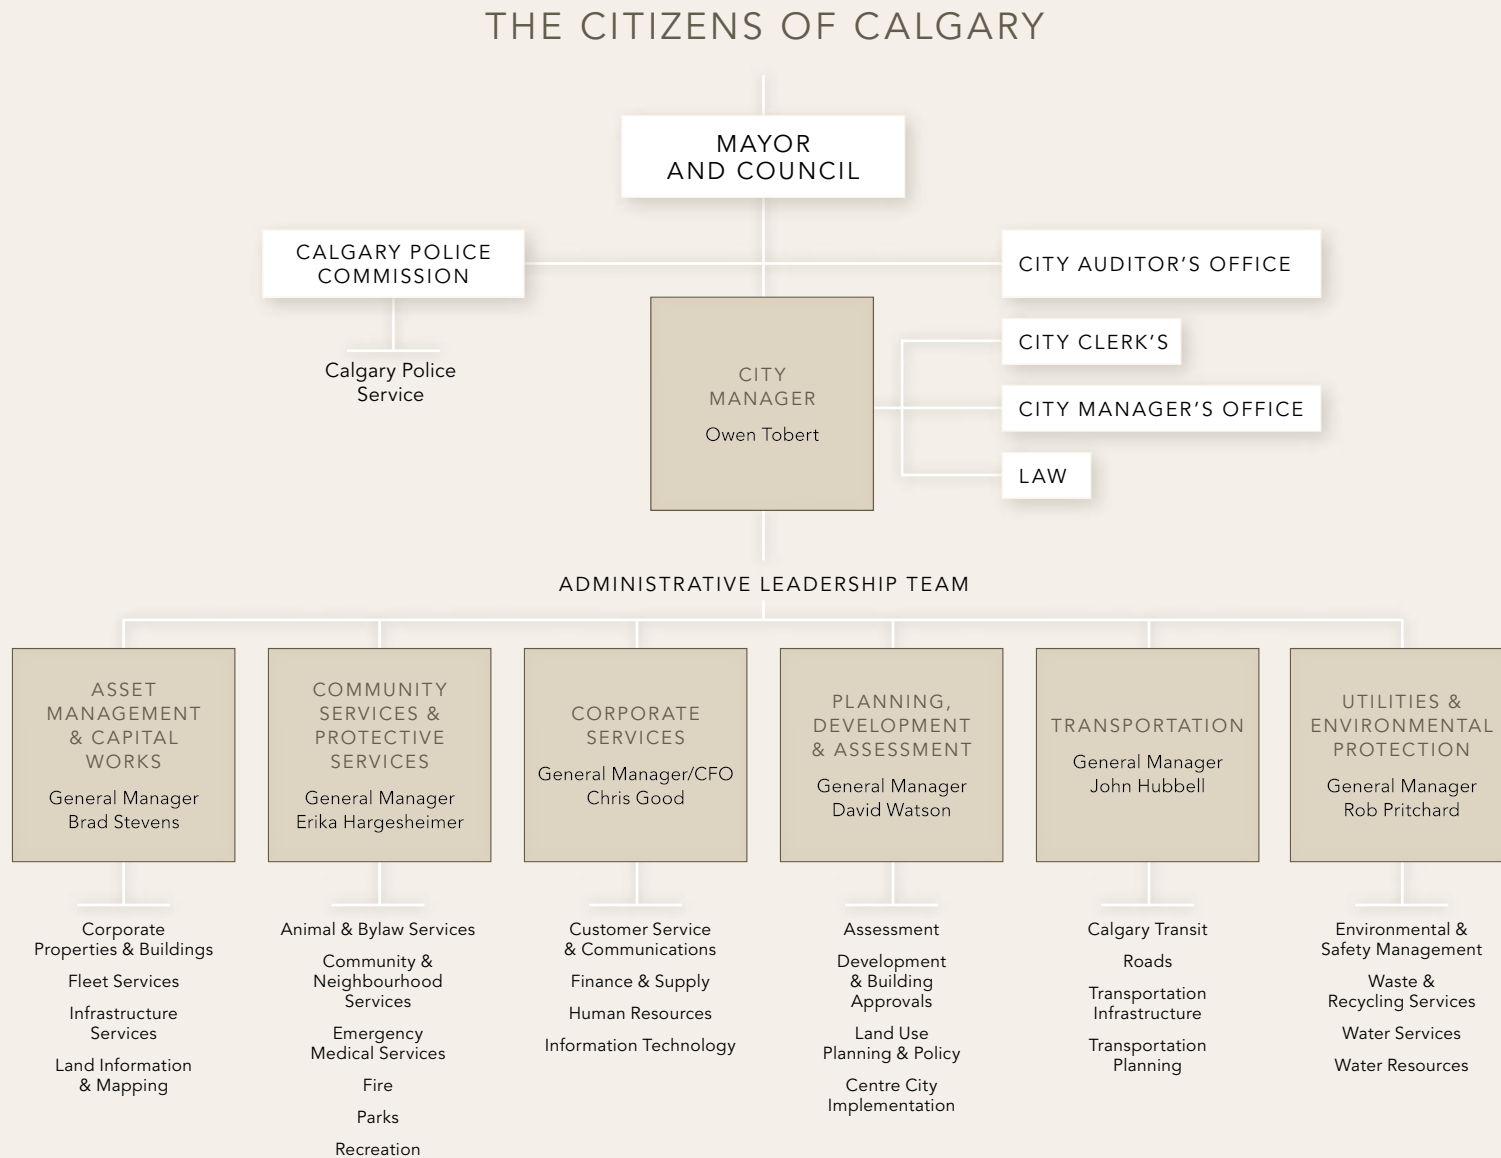 THE CITIZENS OF CALGARY
MAYOR
AND COUNCIL
CALGARY POLICE
COMMISSION
CITY AUDITOR'S OFFICE
Calgary Police
Service
CITY
MANAGER
Owen Tobert
CITY CLERK'S
CITY MANAGER'S OFFICE
LAW
ADMINISTRATIVE LEADERSHIP TEAM
ASSET
MANAGEMENT
& CAPITAL
WORKS
General Manager
Brad Stevens
Corporate
Properties & Buildings
Fleet Services
Infrastructure
Services
Land Information
& Mapping
COMMUNITY
SERVICES &
PROTECTIVE
SERVICES
General Manager
Erika Hargesheimer
Animal & Bylaw Services
Community &
Neighbourhood
Services
Emergency
Medical Services
Fire
Parks
Recreation
CORPORATE
SERVICES
General Manager/CFO
Chris Good
Customer Service
& Communications
Finance & Supply
Human Resources
Information Technology
PLANNING,
DEVELOPMENT
& ASSESSMENT
General Manager
David Watson
Assessment
Development
& Building
Approvals
Land Use
Planning & Policy
Centre City
Implementation
TRANSPORTATION
General Manager
John Hubbell
Calgary Transit
Roads
Transportation
Infrastructure
Transportation
Planning
UTILITIES &
ENVIRONMENTAL
PROTECTION
General Manager
Rob Pritchard
Environmental &
Safety Management
Waste &
Recycling Services
Water Services
Water Resources